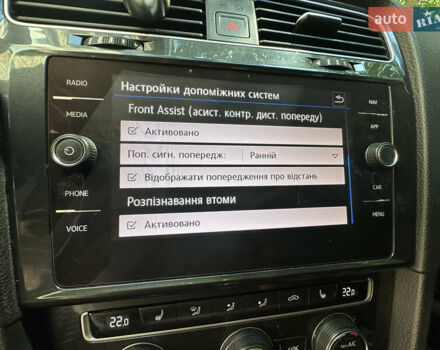 auto RIA
RADIO
MEDIA
PHONE
VOICE
Настройки допоміжних систем
Front Assist (асист. контр. дист. попереду)
Активовано
Поп. сигн. попередж: Ранній
Відображати попередження про відстань
Розпізнавання втоми
Активовано
NAV
APP
CAR
MENU
22.0
22.0
A/C